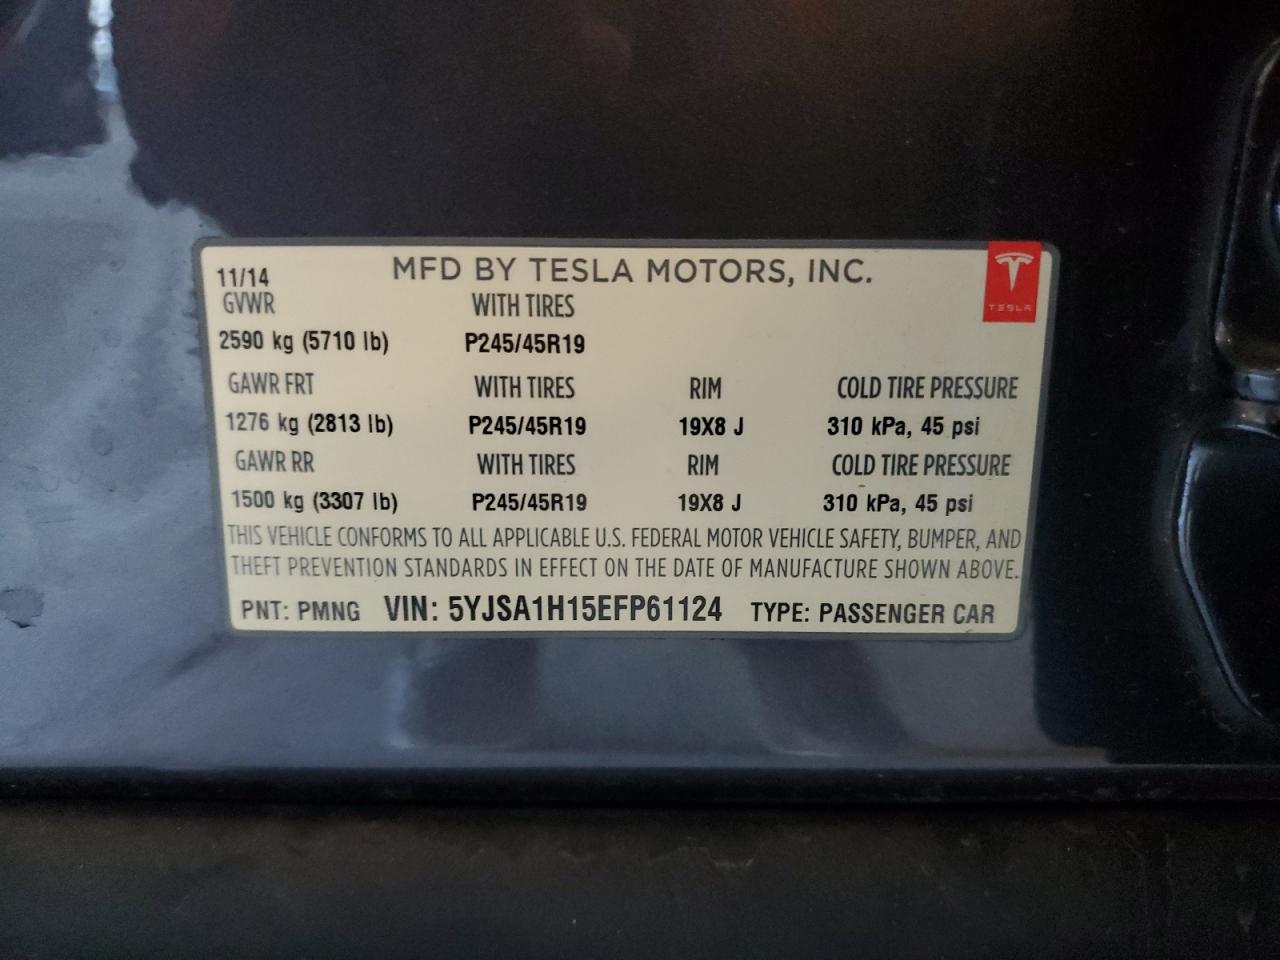 11/14 MFD BY TESLA MOTORS, INC.
TESLA
GVWR WITH TIRES
2590 kg (5710 lb) P245/45R19
GAWR FRT WITH TIRES RIM COLD TIRE PRESSURE
1276 kg (2813 lb) P245/45R19 19X8 J 310 kPa, 45 psi
GAWR RR WITH TIRES RIM COLD TIRE PRESSURE
1500 kg (3307 lb) P245/45R19 19X8 J 310 kPa, 45 psi
THIS VEHICLE CONFORMS TO ALL APPLICABLE U.S. FEDERAL MOTOR VEHICLE SAFETY, BUMPER, AND
THEFT PREVENTION STANDARDS IN EFFECT ON THE DATE OF MANUFACTURE SHOWN ABOVE.
PNT: PMNG VIN: 5YJSA1H15EFP61124 TYPE: PASSENGER CAR